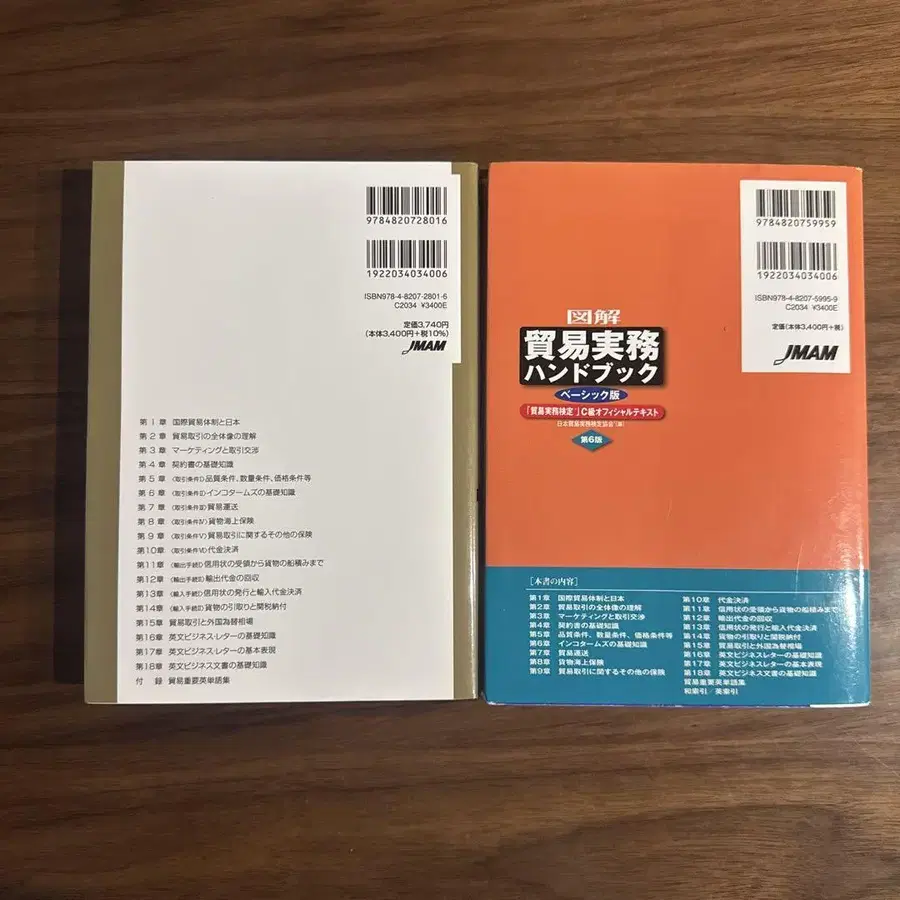 9784820728016
1922034034006
ISBN978-4-8207-2801-6
C2034 ¥3400E
定価3,740円
(本体3,400円+税10%)
JMAM
第1章 国際貿易体制と日本
第2章 貿易取引の全体像の理解
第3章 マーケティングと取引交渉
第4章 契約書の基礎知識
第5章 〈取引条件Ⅰ〉品質条件、数量条件、価格条件等
第6章 〈取引条件Ⅱ〉インコタームズの基礎知識
第7章 〈取引条件Ⅲ〉貿易運送
第8章 〈取引条件Ⅳ〉貨物海上保険
第9章 〈取引条件Ⅴ〉貿易取引に関するその他の保険
第10章 〈取引条件Ⅵ〉代金決済
第11章 〈輸出手続Ⅰ〉信用状の受領から貨物の船積みまで
第12章 〈輸出手続Ⅱ〉輸出代金の回収
第13章 〈輸入手続Ⅰ〉信用状の発行と輸入代金決済
第14章 〈輸入手続Ⅱ〉貨物の引取りと関税納付
第15章 貿易取引と外国為替相場
第16章 英文ビジネス・レターの基礎知識
第17章 英文ビジネス・レターの基本表現
第18章 英文ビジネス文書の基礎知識
付録 貿易重要英単語集
9784820759959
1922034034006
ISBN978-4-8207-5995-9
C2034 ¥3400E
定価(本体3,400円+税)
JMAM
図解
貿易実務
ハンドブック
ベーシック版
「貿易実務検定」C級オフィシャルテキスト
日本貿易実務検定協会（編）
第6版
[本書の内容]
第1章 国際貿易体制と日本
第2章 貿易取引の全体像の理解
第3章 マーケティングと取引交渉
第4章 契約書の基礎知識
第5章 品質条件、数量条件、価格条件等
第6章 インコタームズの基礎知識
第7章 貿易運送
第8章 貨物海上保険
第9章 貿易取引に関するその他の保険
第10章 代金決済
第11章 信用状の受領から貨物の船積みまで
第12章 輸出代金の回収
第13章 信用状の発行と輸入代金決済
第14章 貨物の引取りと関税納付
第15章 貿易取引と外国為替相場
第16章 英文ビジネスレターの基礎知識
第17章 英文ビジネスレターの基本表現
第18章 英文ビジネス文書の基礎知識
貿易重要英単語集
和索引／英索引